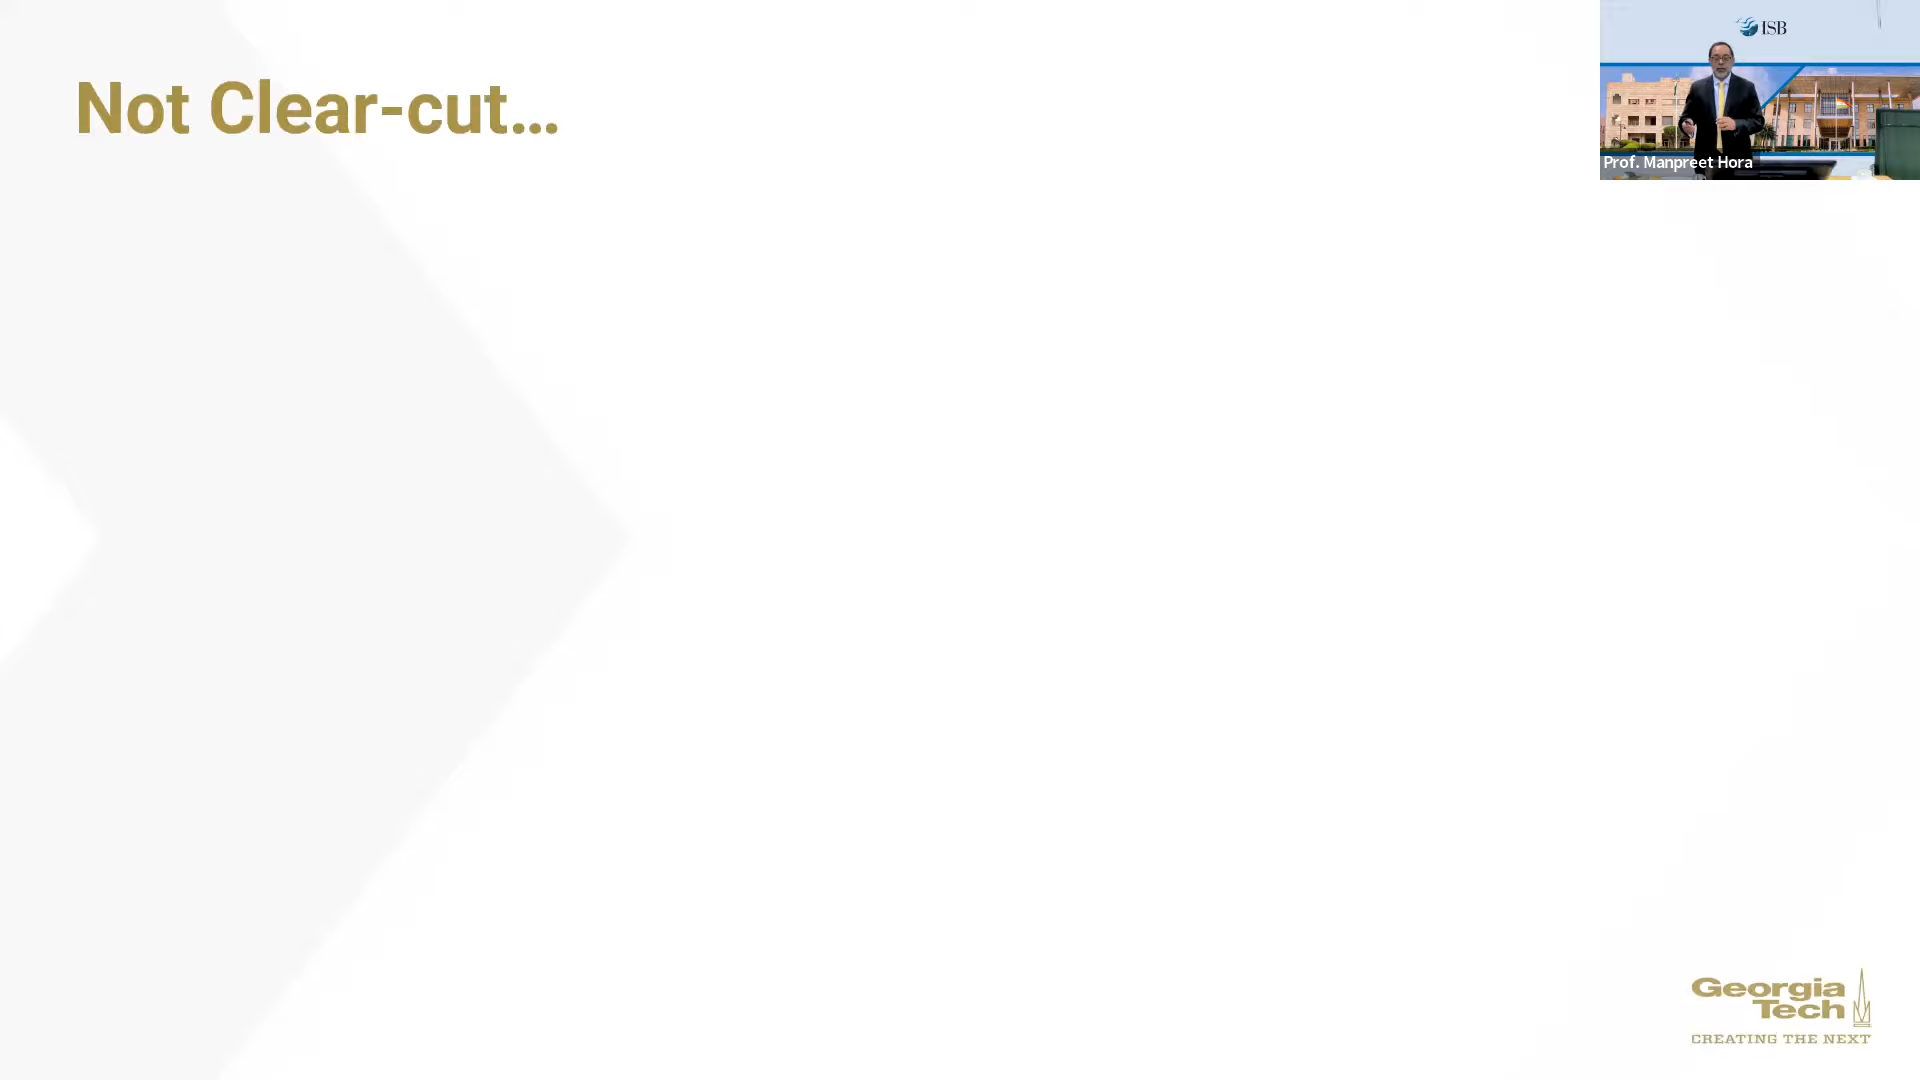 Not Clear-cut...
ISB
Prof. Manpreet Hora
Georgia
Tech
CREATING THE NEXT